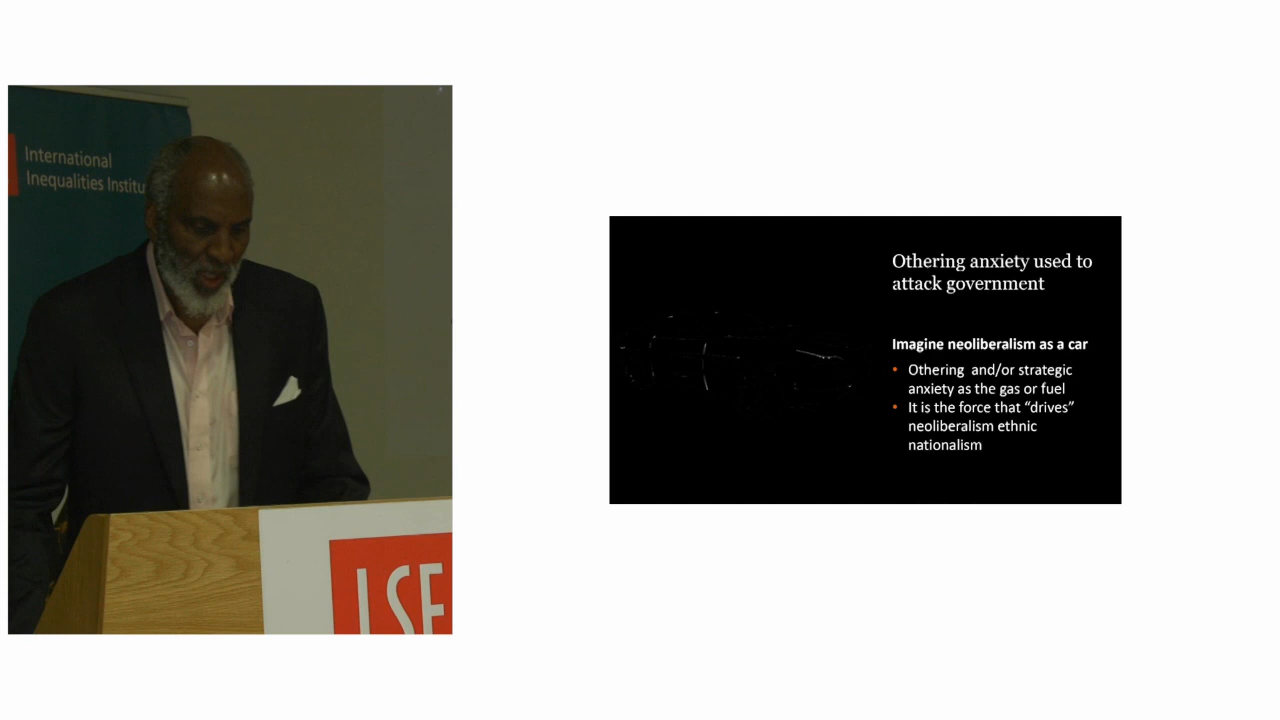 International
Inequalities Institu
LSE
Othering anxiety used to
attack government
Imagine neoliberalism as a car
• Othering and/or strategic
anxiety as the gas or fuel
• It is the force that “drives”
neoliberalism ethnic
nationalism